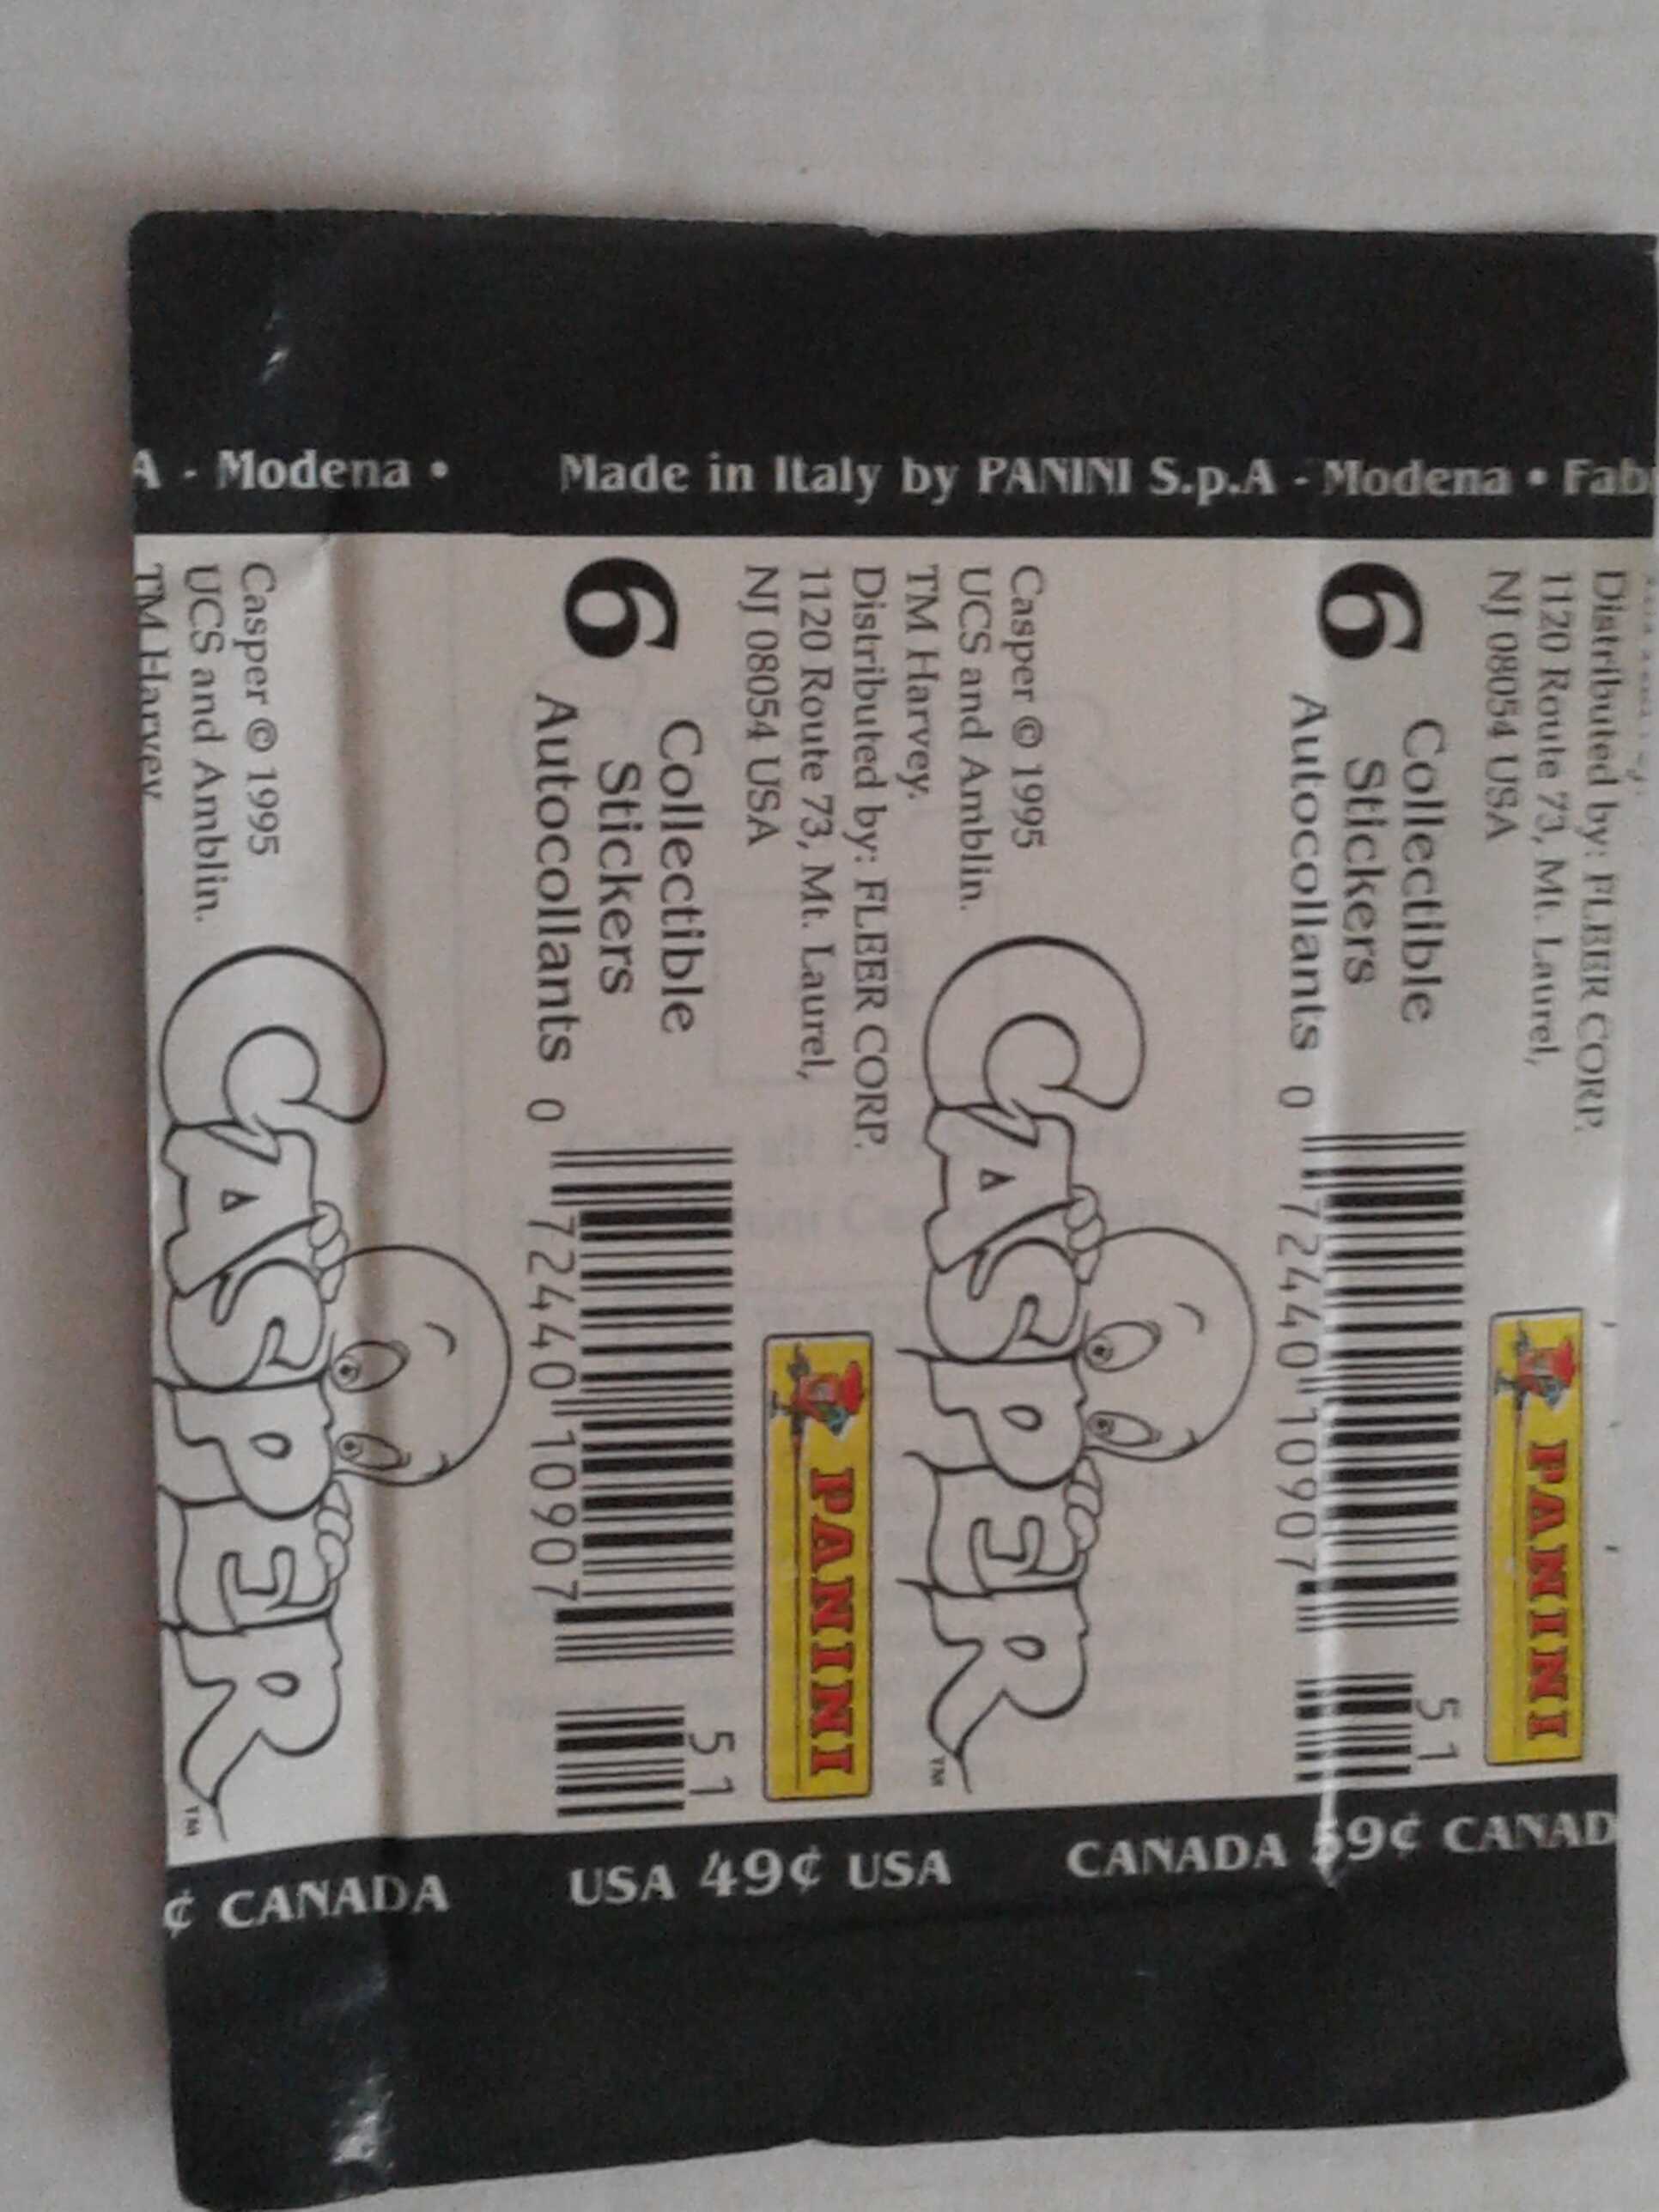 A - Modena •
Made in Italy by PANINI S.p.A - Modena • Fab
Distributed by: FLEER CORP.
1120 Route 73, Mt. Laurel,
NJ 08054 USA
PANINI
6
Collectible
Stickers
Autocollants
0 72440 10907
51
Casper © 1995
UCS and Amblin.
TM Harvey.
Distributed by: FLEER CORP.
1120 Route 73, Mt. Laurel,
NJ 08054 USA
CASPER
TM
PANINI
6
Collectible
Stickers
Autocollants
0 72440 10907
51
Casper © 1995
UCS and Amblin.
TM Harvey
CASPER
TM
¢ CANADA
USA 49¢ USA
CANADA 59¢ CANAD